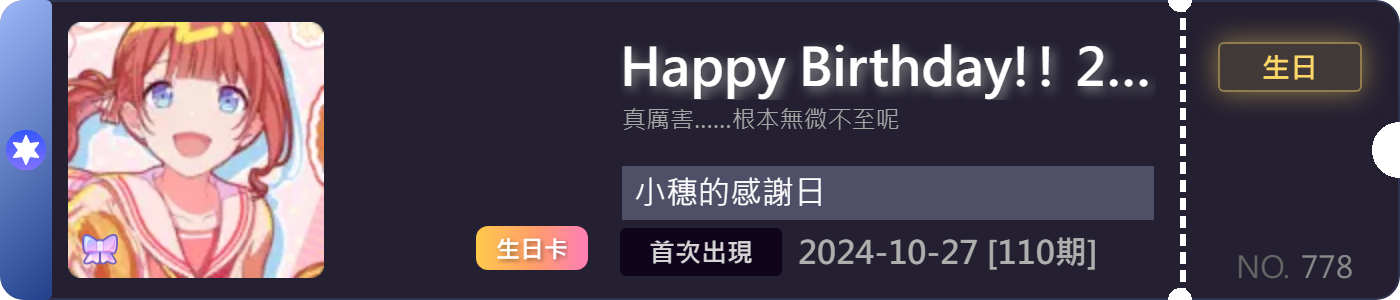 Happy Birthday!! 2...
真厲害......根本無微不至呢
小穗的感謝日
生日卡
首次出現 2024-10-27 [110期]
生日
NO. 778